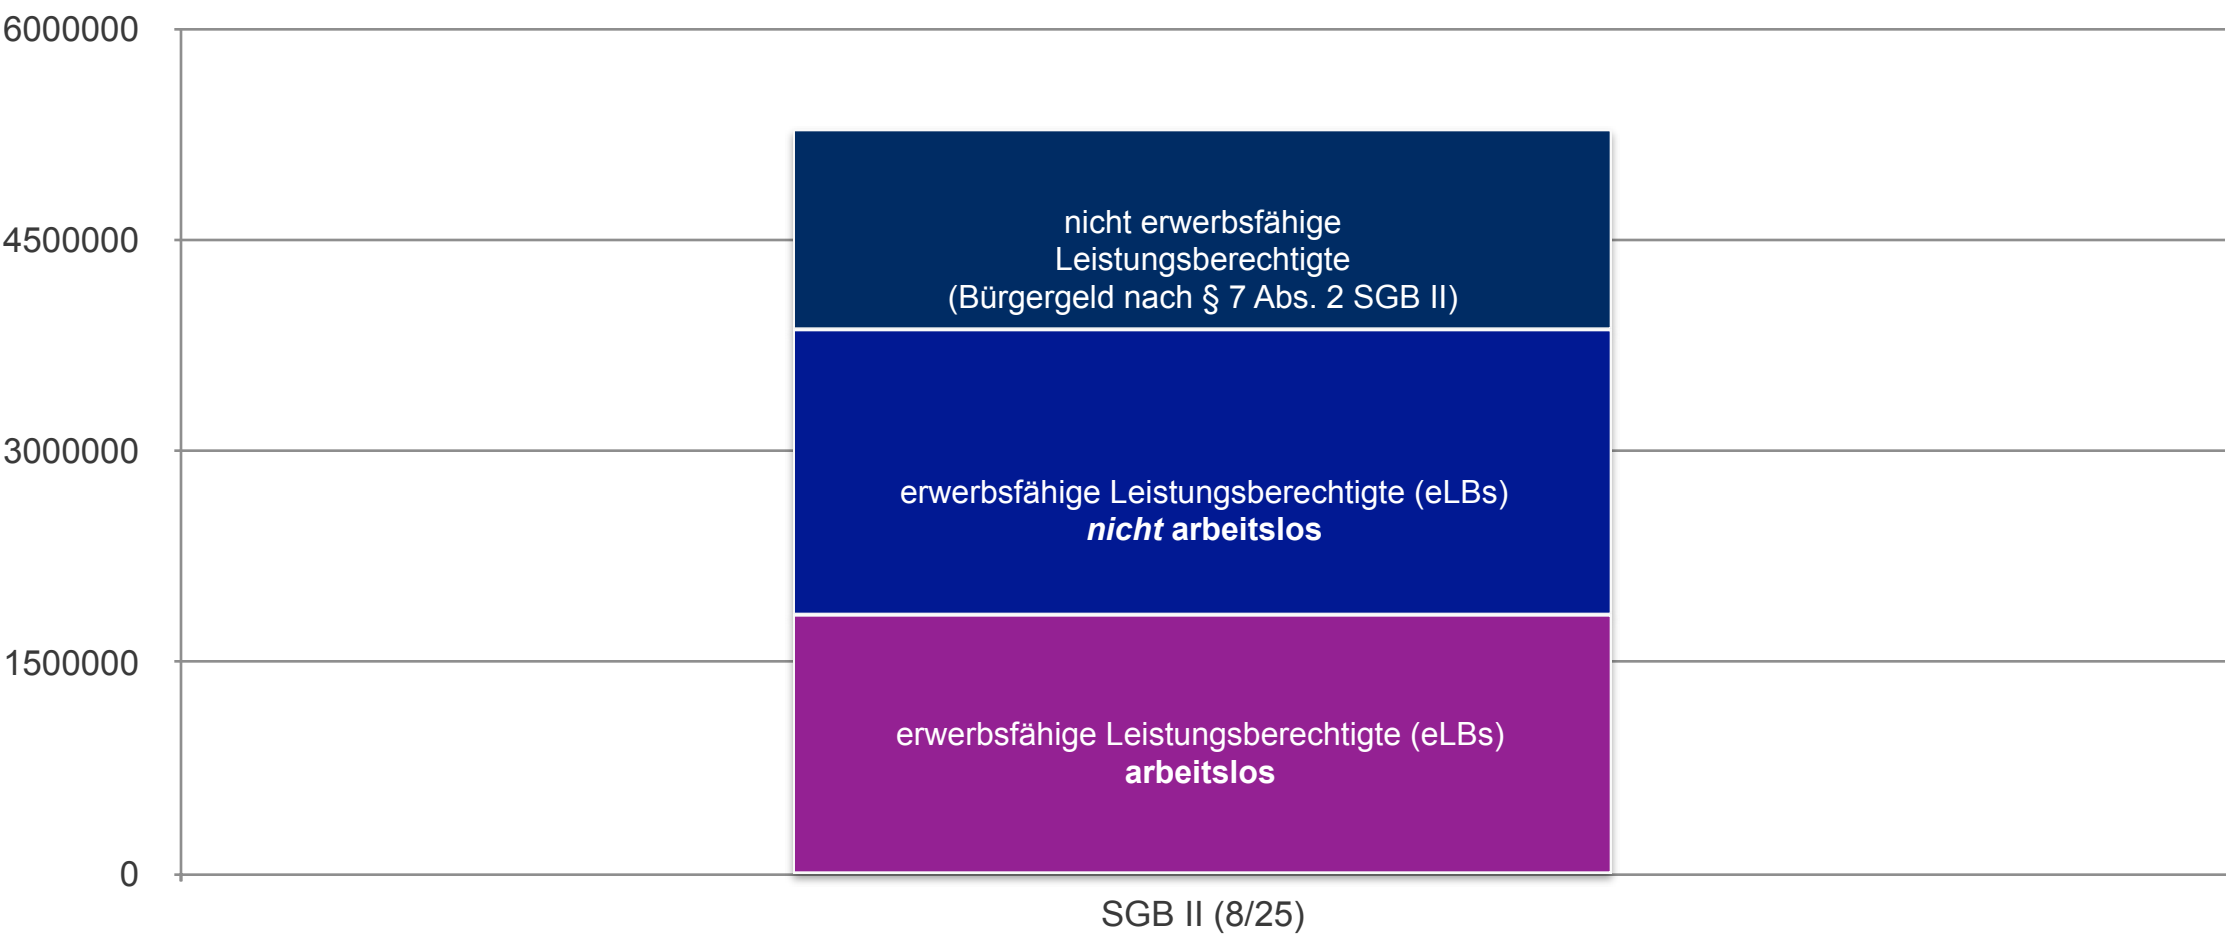 6000000
4500000
3000000
1500000
0
nicht erwerbsfähige
Leistungsberechtigte
(Bürgergeld nach § 7 Abs. 2 SGB II)
erwerbsfähige Leistungsberechtigte (eLBs)
nicht arbeitslos
erwerbsfähige Leistungsberechtigte (eLBs)
arbeitslos
SGB II (8/25)